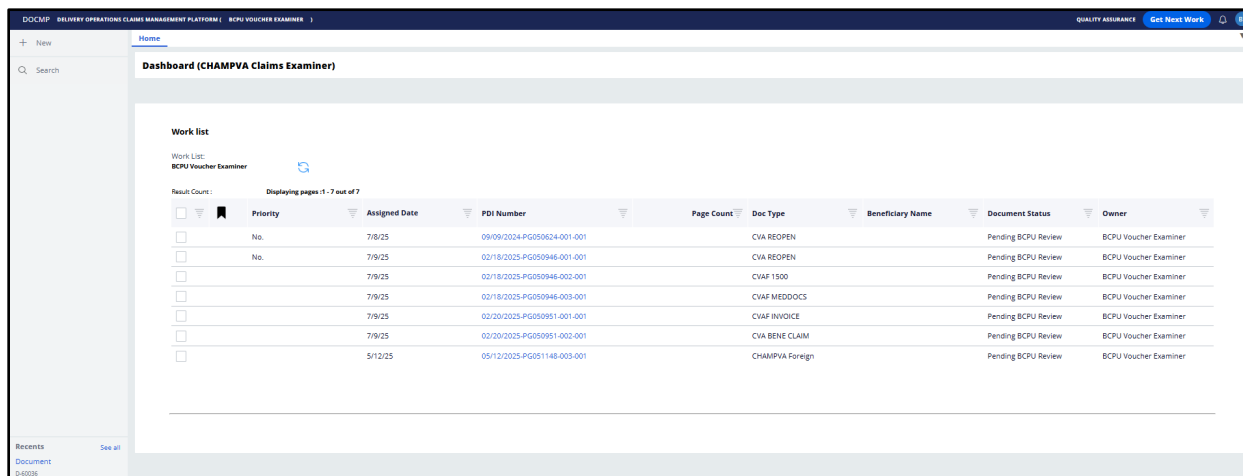 DOCMP DELIVERY OPERATIONS CLAIMS MANAGEMENT PLATFORM ( BCPU VOUCHER EXAMINER ) QUALITY ASSURANCE Get Next Work
+ New
Home
Search
Dashboard (CHAMPVA Claims Examiner)
Work list
Work List:
BCPU Voucher Examiner
Result Count : Displaying pages :1 - 7 out of 7
Priority Assigned Date PDI Number Page Count Doc Type Beneficiary Name Document Status Owner
No. 7/8/25 09/09/2024-PG050624-001-001 CVA REOPEN Pending BCPU Review BCPU Voucher Examiner
No. 7/9/25 02/18/2025-PG050946-001-001 CVA REOPEN Pending BCPU Review BCPU Voucher Examiner
7/9/25 02/18/2025-PG050946-002-001 CVAF 1500 Pending BCPU Review BCPU Voucher Examiner
7/9/25 02/18/2025-PG050946-003-001 CVAF MEDDOCS Pending BCPU Review BCPU Voucher Examiner
7/9/25 02/20/2025-PG050951-001-001 CVAF INVOICE Pending BCPU Review BCPU Voucher Examiner
7/9/25 02/20/2025-PG050951-002-001 CVA BENE CLAIM Pending BCPU Review BCPU Voucher Examiner
5/12/25 05/12/2025-PG051148-003-001 CHAMPVA Foreign Pending BCPU Review BCPU Voucher Examiner
Recents See all
Document
D-60036